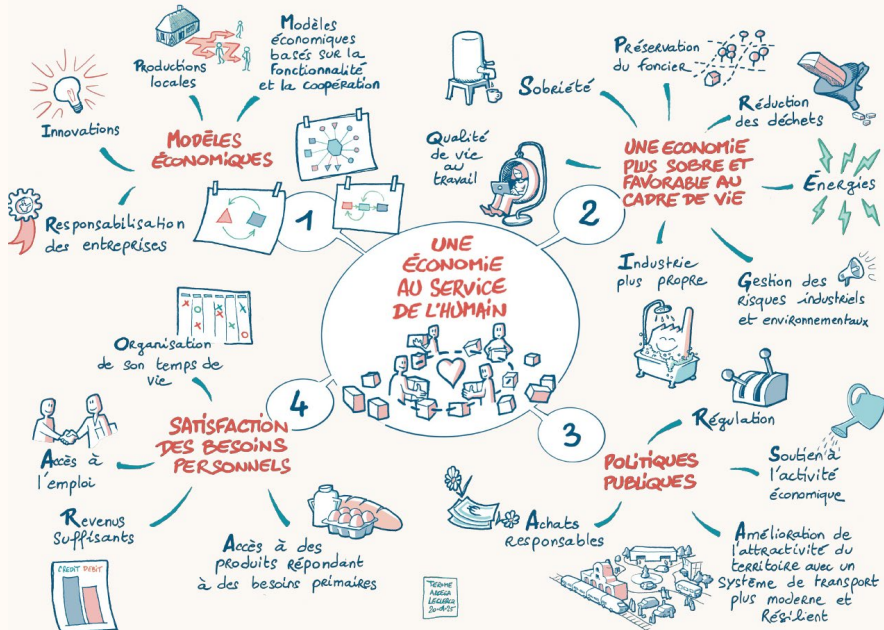 UNE
ÉCONOMIE
AU SERVICE
DE L'HUMAIN
1
MODÈLES
ÉCONOMIQUES
Responsabilisation
des entreprises
Innovations
Productions
locales
Modèles
économiques
basés sur la
fonctionnalité
et la coopération
2
UNE ECONOMIE
PLUS SOBRE ET
FAVORABLE AU
CADRE DE VIE
Qualité
de vie
au
travail
Sobriété
Préservation
du foncier
Réduction
des déchets
Énergies
Gestion des
risques industriels
et environnementaux
Industrie
plus propre
3
POLITIQUES
PUBLIQUES
Régulation
Soutien à
l'activité
économique
Amélioration de
l'attractivité du
territoire avec un
Système de transport
plus moderne et
Résilient
Achats
responsables
€
4
SATISFACTION
DES BESOINS
PERSONNELS
Organisation
de son temps de
vie
Accès à
l'emploi
Revenus
suffisants
CREDIT DEBIT
Accès à des
produits répondant
à des besoins primaires
LECLERCQ